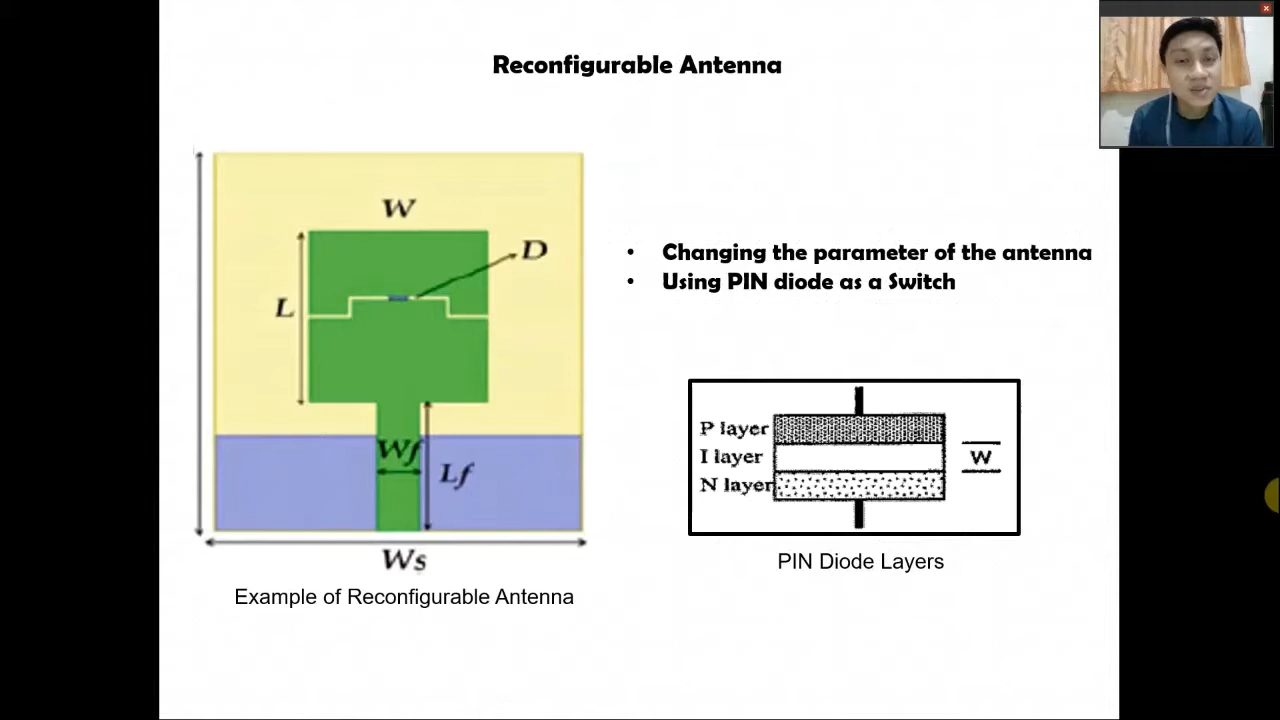 Reconfigurable Antenna
W
D
L
Wf
Lf
Ws
Example of Reconfigurable Antenna
• Changing the parameter of the antenna
• Using PIN diode as a Switch
P layer
I layer
W
N layer
PIN Diode Layers